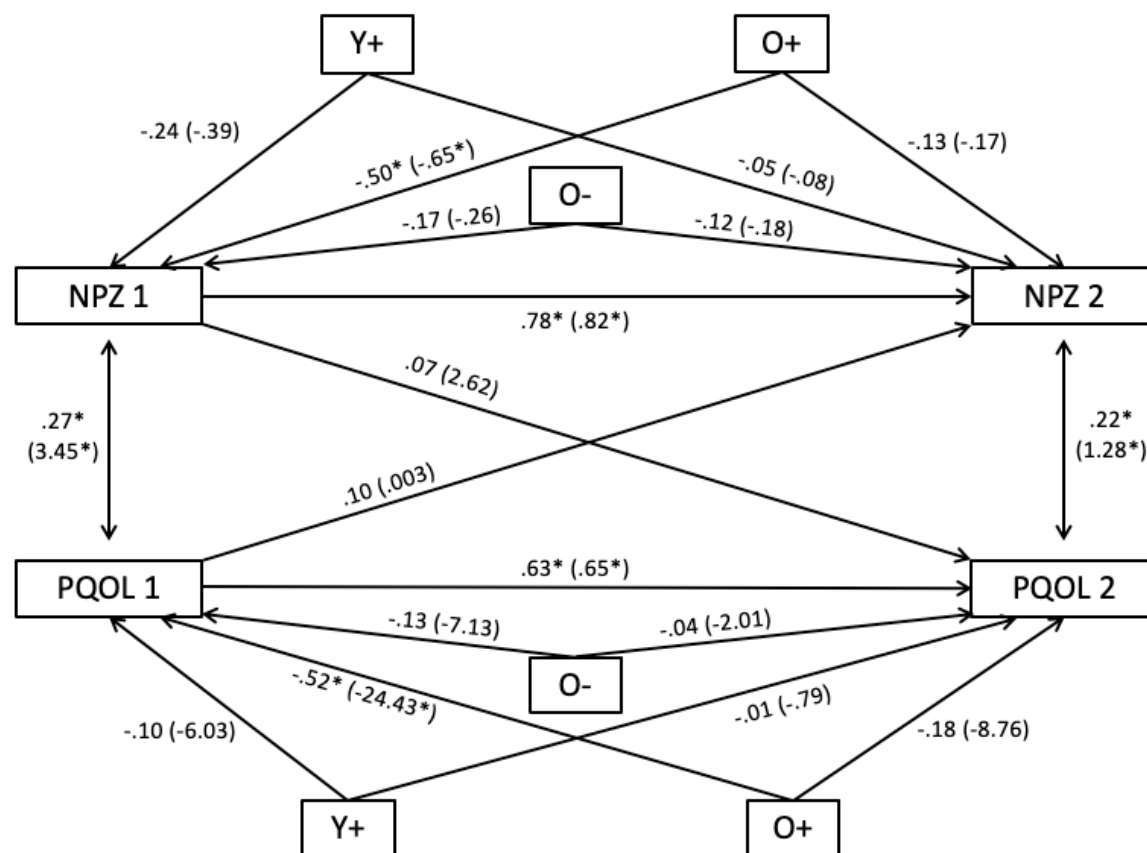 Y+
O+
-.24 (-.39)
-.50* (-.65*)
-.05 (-.08)
-.13 (-.17)
O-
-.17 (-.26)
-.12 (-.18)
NPZ 1
NPZ 2
.78* (.82*)
.07 (2.62)
.27*
(3.45*)
.22*
(1.28*)
.10 (.003)
PQOL 1
.63* (.65*)
PQOL 2
-.13 (-7.13)
-.04 (-2.01)
O-
-.52* (-24.43*)
-.01 (-.79)
-.10 (-6.03)
-.18 (-8.76)
Y+
O+